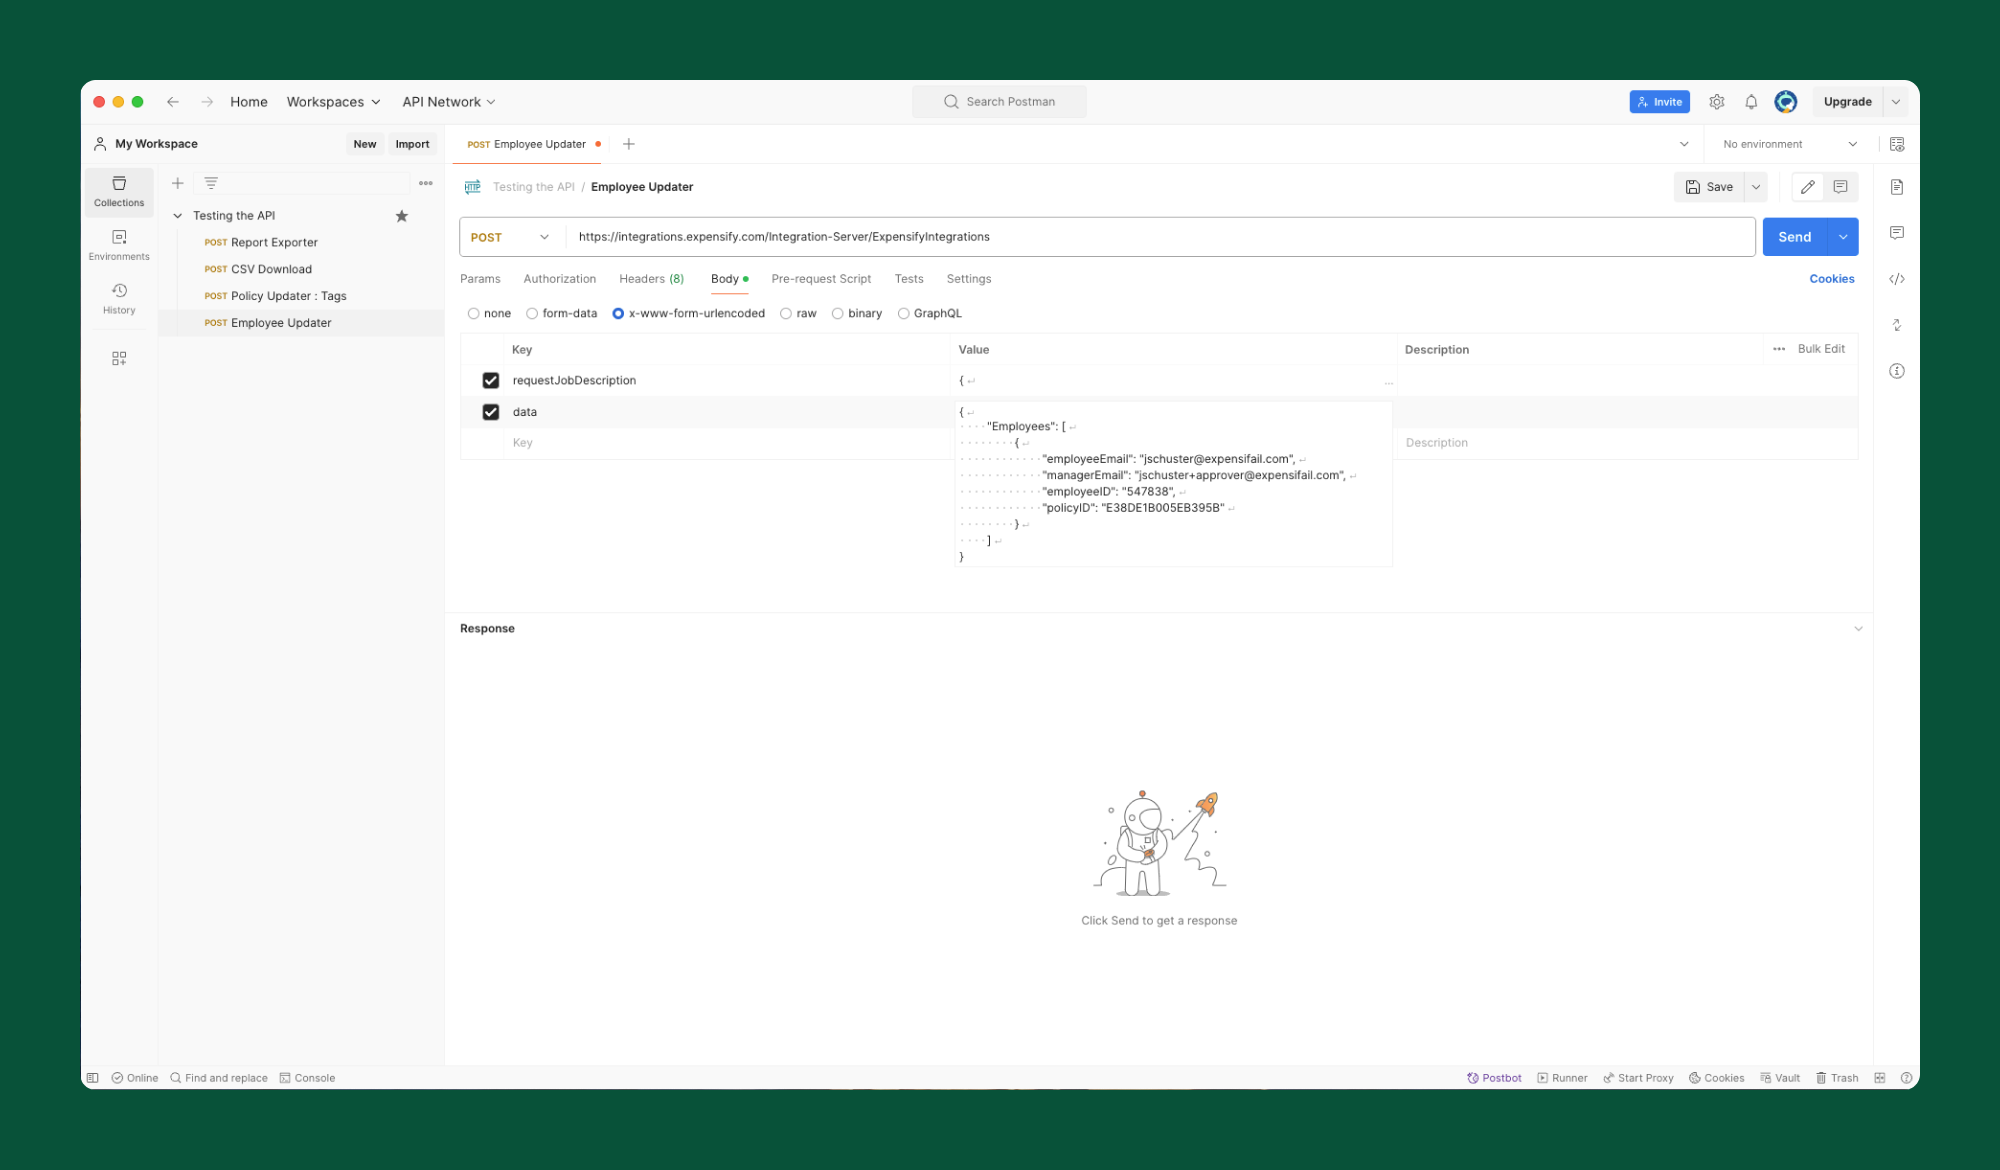 Home Workspaces API Network Search Postman Invite Upgrade
My Workspace New Import POST Employee Updater No environment
Collections
Environments
History
Testing the API
POST Report Exporter
POST CSV Download
POST Policy Updater : Tags
POST Employee Updater
HTTP Testing the API / Employee Updater Save
POST https://integrations.expensify.com/Integration-Server/ExpensifyIntegrations Send
Params Authorization Headers (8) Body Pre-request Script Tests Settings Cookies
none form-data x-www-form-urlencoded raw binary GraphQL
Key Value Description Bulk Edit
requestJobDescription { ...
data {
"Employees": [
{
Key Description
"employeeEmail": "jschuster@expensifail.com",
"managerEmail": "jschuster+approver@expensifail.com",
"employeeID": "547838",
"policyID": "E38DE1B005EB395B"
}
]
}
Response
Click Send to get a response
Online Find and replace Console Postbot Runner Start Proxy Cookies Vault Trash